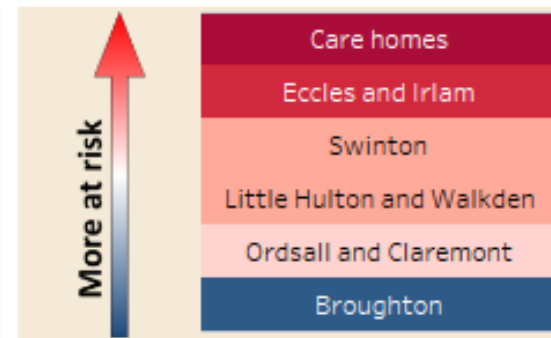 More at risk
Care homes
Eccles and Irlam
Swinton
Little Hulton and Walkden
Ordsall and Claremont
Broughton